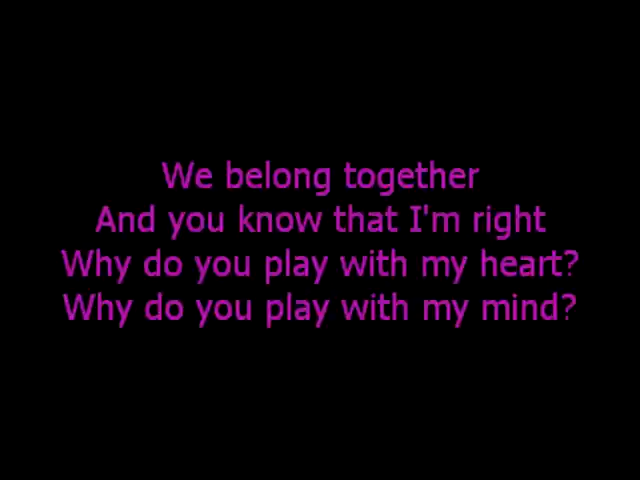 We belong together
And you know that I'm right
Why do you play with my heart?
Why do you play with my mind?